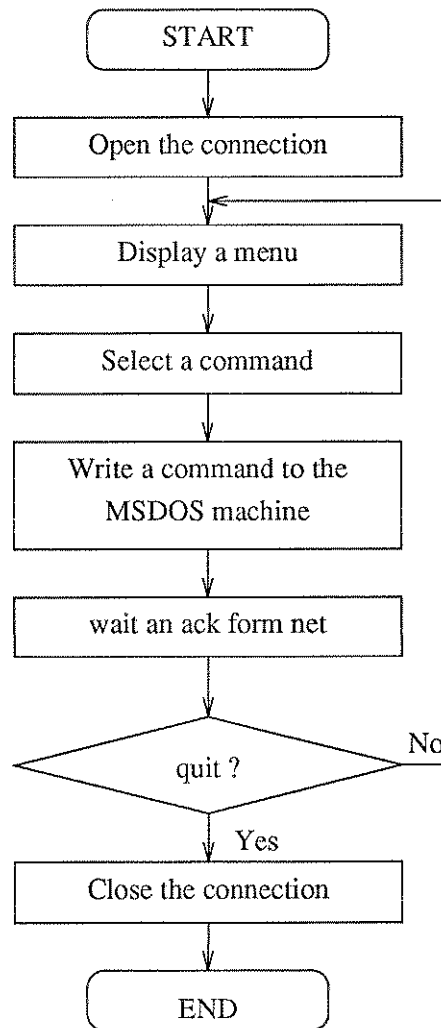 START
Open the connection
Display a menu
Select a command
Write a command to the
MSDOS machine
wait an ack form net
quit ?
No
Yes
Close the connection
END